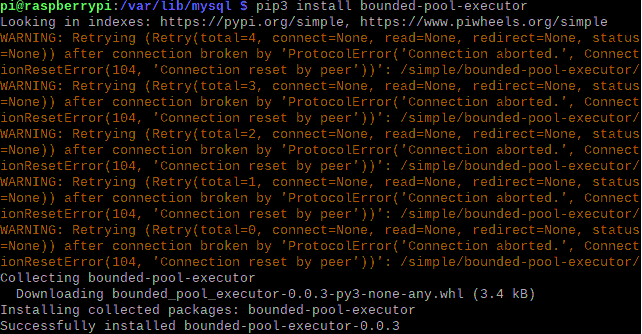 pi@raspberrypi:/var/lib/mysql $ pip3 install bounded-pool-executor
Looking in indexes: https://pypi.org/simple, https://www.piwheels.org/simple
WARNING: Retrying (Retry(total=4, connect=None, read=None, redirect=None, status
=None)) after connection broken by 'ProtocolError('Connection aborted.', Connect
ionResetError(104, 'Connection reset by peer'))': /simple/bounded-pool-executor/
WARNING: Retrying (Retry(total=3, connect=None, read=None, redirect=None, status
=None)) after connection broken by 'ProtocolError('Connection aborted.', Connect
ionResetError(104, 'Connection reset by peer'))': /simple/bounded-pool-executor/
WARNING: Retrying (Retry(total=2, connect=None, read=None, redirect=None, status
=None)) after connection broken by 'ProtocolError('Connection aborted.', Connect
ionResetError(104, 'Connection reset by peer'))': /simple/bounded-pool-executor/
WARNING: Retrying (Retry(total=1, connect=None, read=None, redirect=None, status
=None)) after connection broken by 'ProtocolError('Connection aborted.', Connect
ionResetError(104, 'Connection reset by peer'))': /simple/bounded-pool-executor/
WARNING: Retrying (Retry(total=0, connect=None, read=None, redirect=None, status
=None)) after connection broken by 'ProtocolError('Connection aborted.', Connect
ionResetError(104, 'Connection reset by peer'))': /simple/bounded-pool-executor/
Collecting bounded-pool-executor
  Downloading bounded_pool_executor-0.0.3-py3-none-any.whl (3.4 kB)
Installing collected packages: bounded-pool-executor
Successfully installed bounded-pool-executor-0.0.3